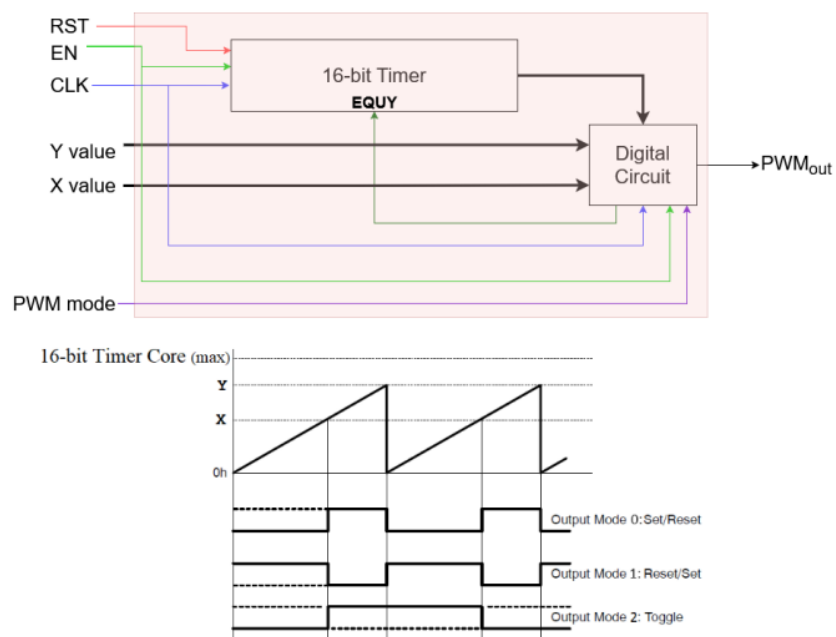 RST
EN
CLK
16-bit Timer
EQUY
Y value
X value
Digital
Circuit
PWMout
PWM mode
16-bit Timer Core (max)
Y
X
0h
Output Mode 0:Set/Reset
Output Mode 1: Reset/Set
Output Mode 2: Toggle